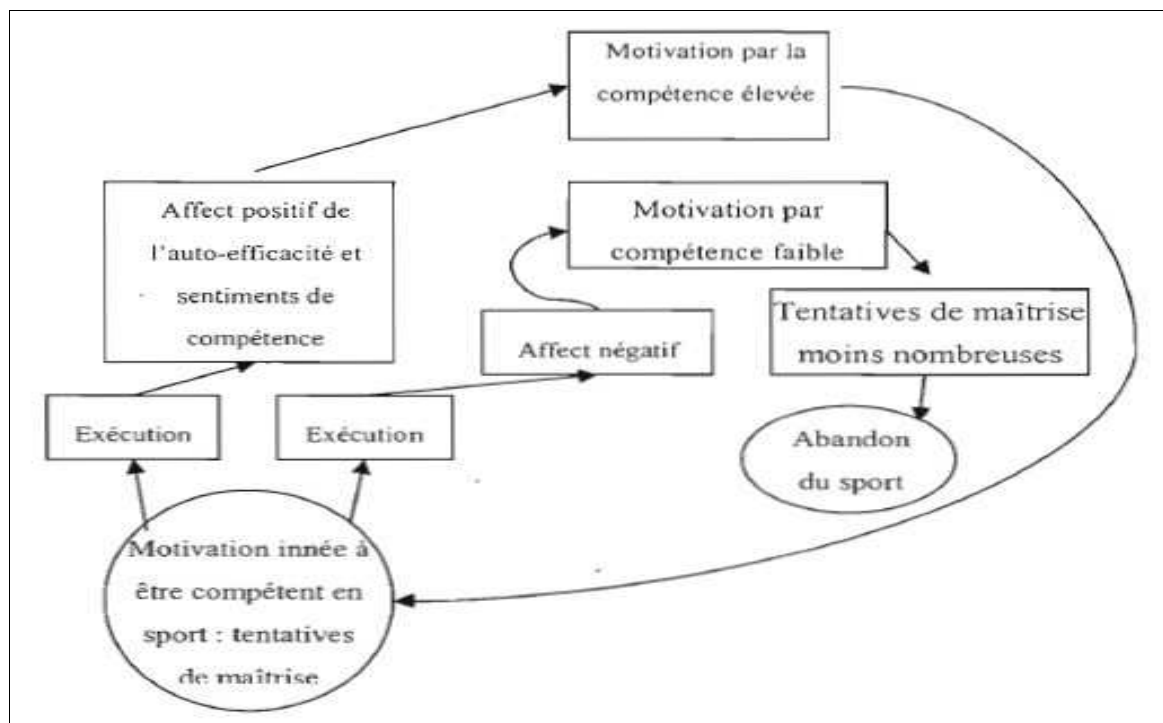 Motivation par la
compétence élevée
Affect positif de
l'auto-efficacité et
sentiments de
compétence
Motivation par
compétence faible
Tentatives de maîtrise
moins nombreuses
Affect négatif
Exécution
Exécution
Abandon
du sport
Motivation innée à
être compétent en
sport : tentatives
de maîtrise